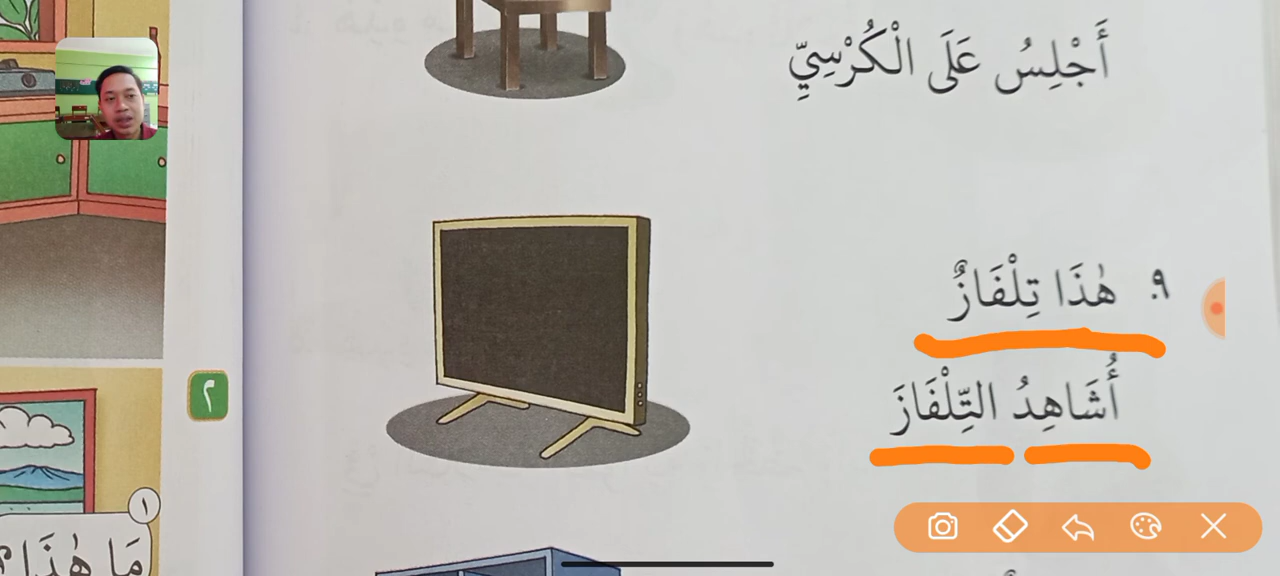 أَجْلِسُ عَلَى الْكُرْسِيِّ
٩. هٰذَا تِلْفَازٌ
أُشَاهِدُ التِّلْفَازَ
٢
١
مَا هٰذَا